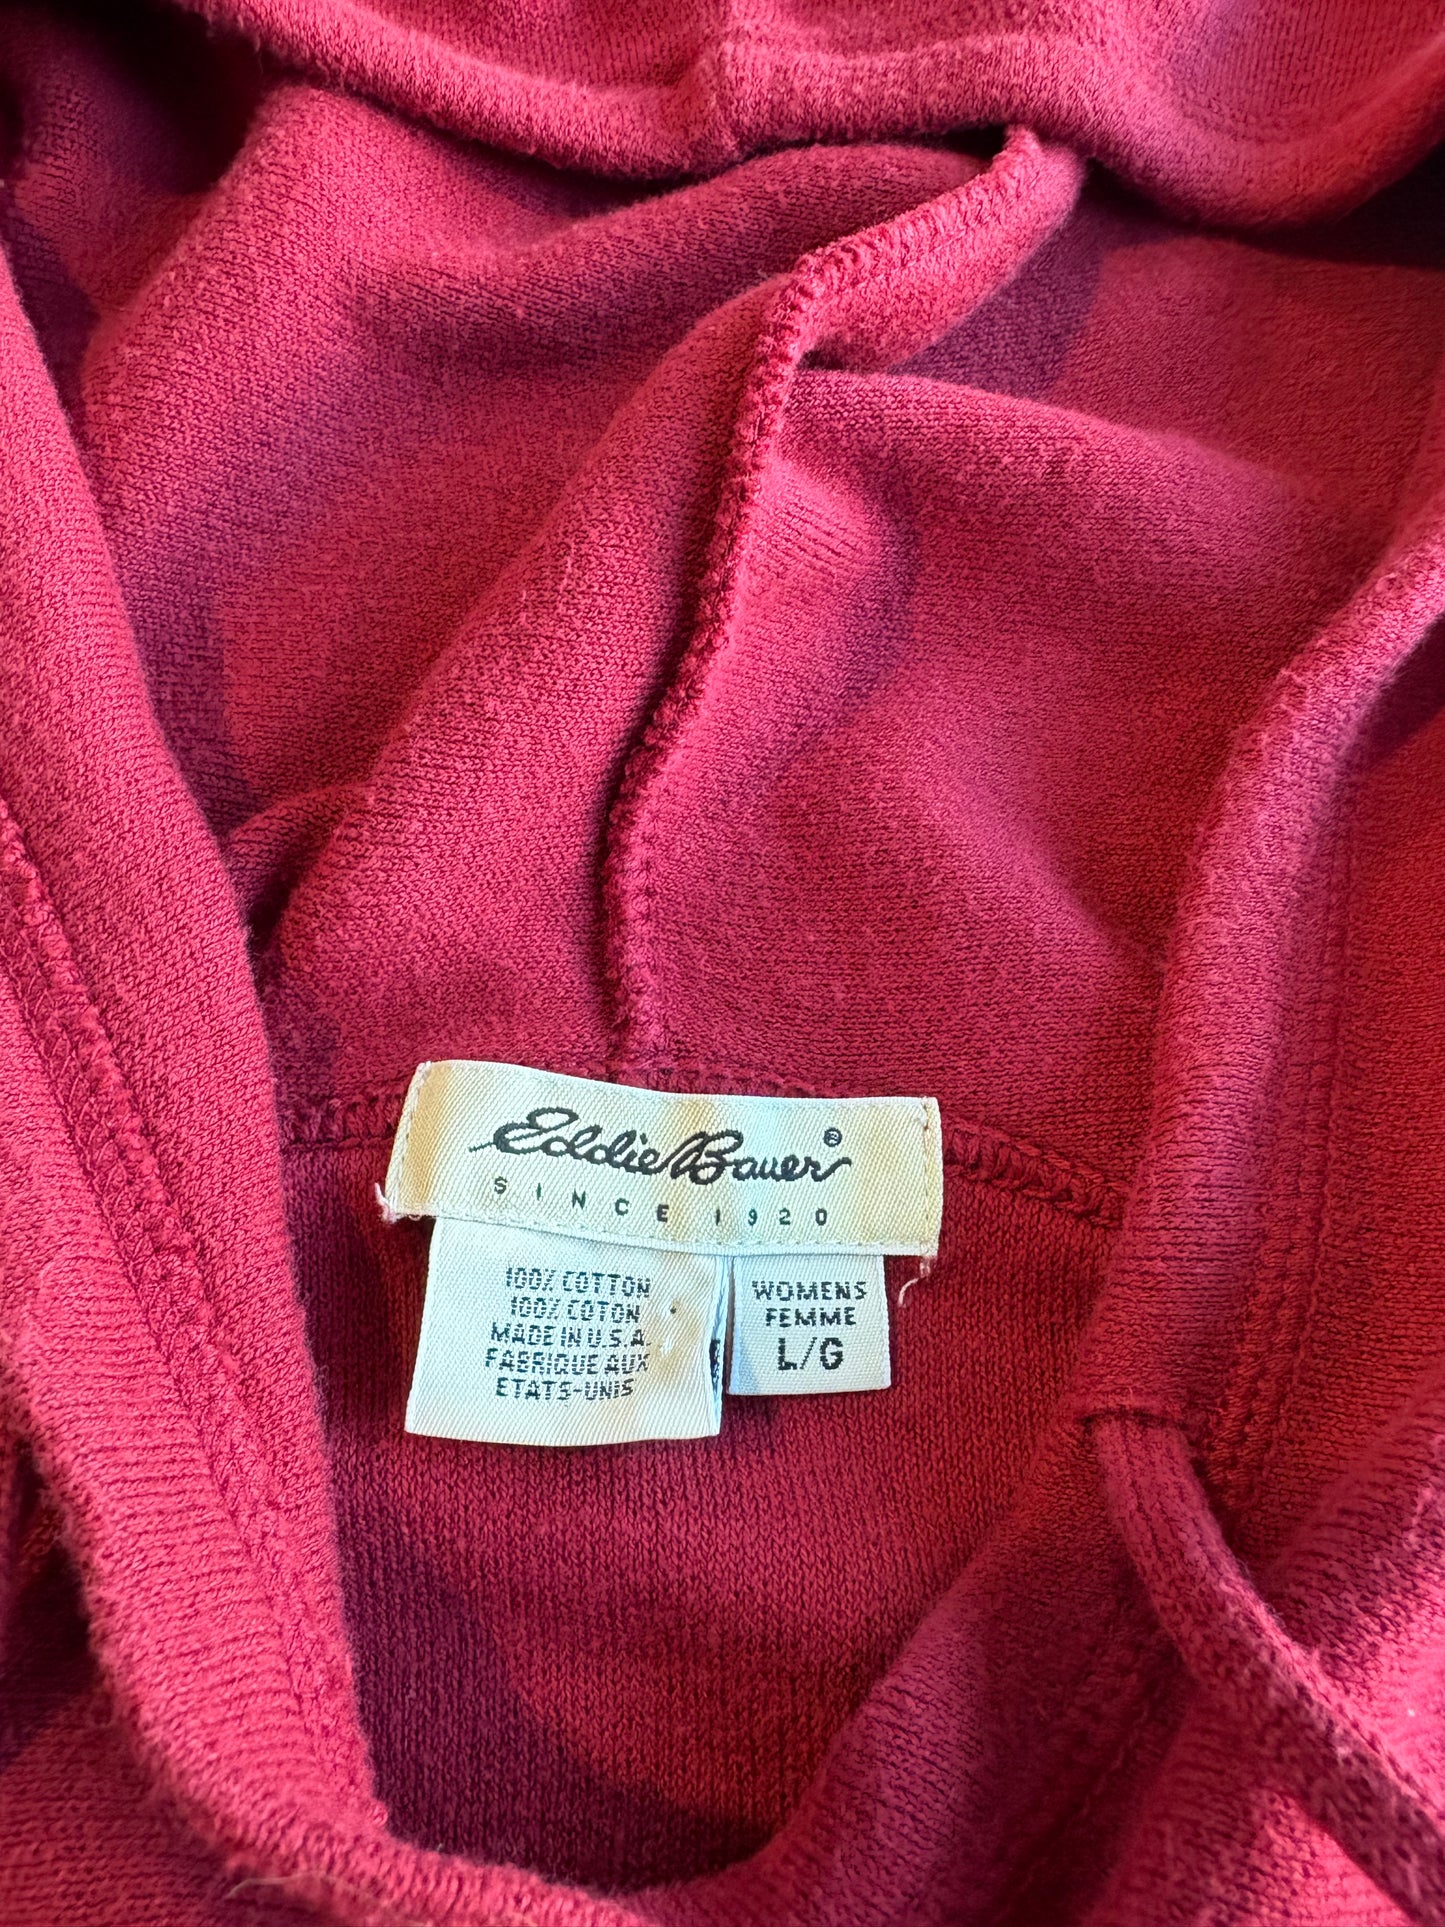 Eddie Bauer®
SINCE 1920
100% COTTON
100% COTON
MADE IN U.S.A.
FABRIQUE AUX
ETATS-UNIS
WOMENS
FEMME
L/G